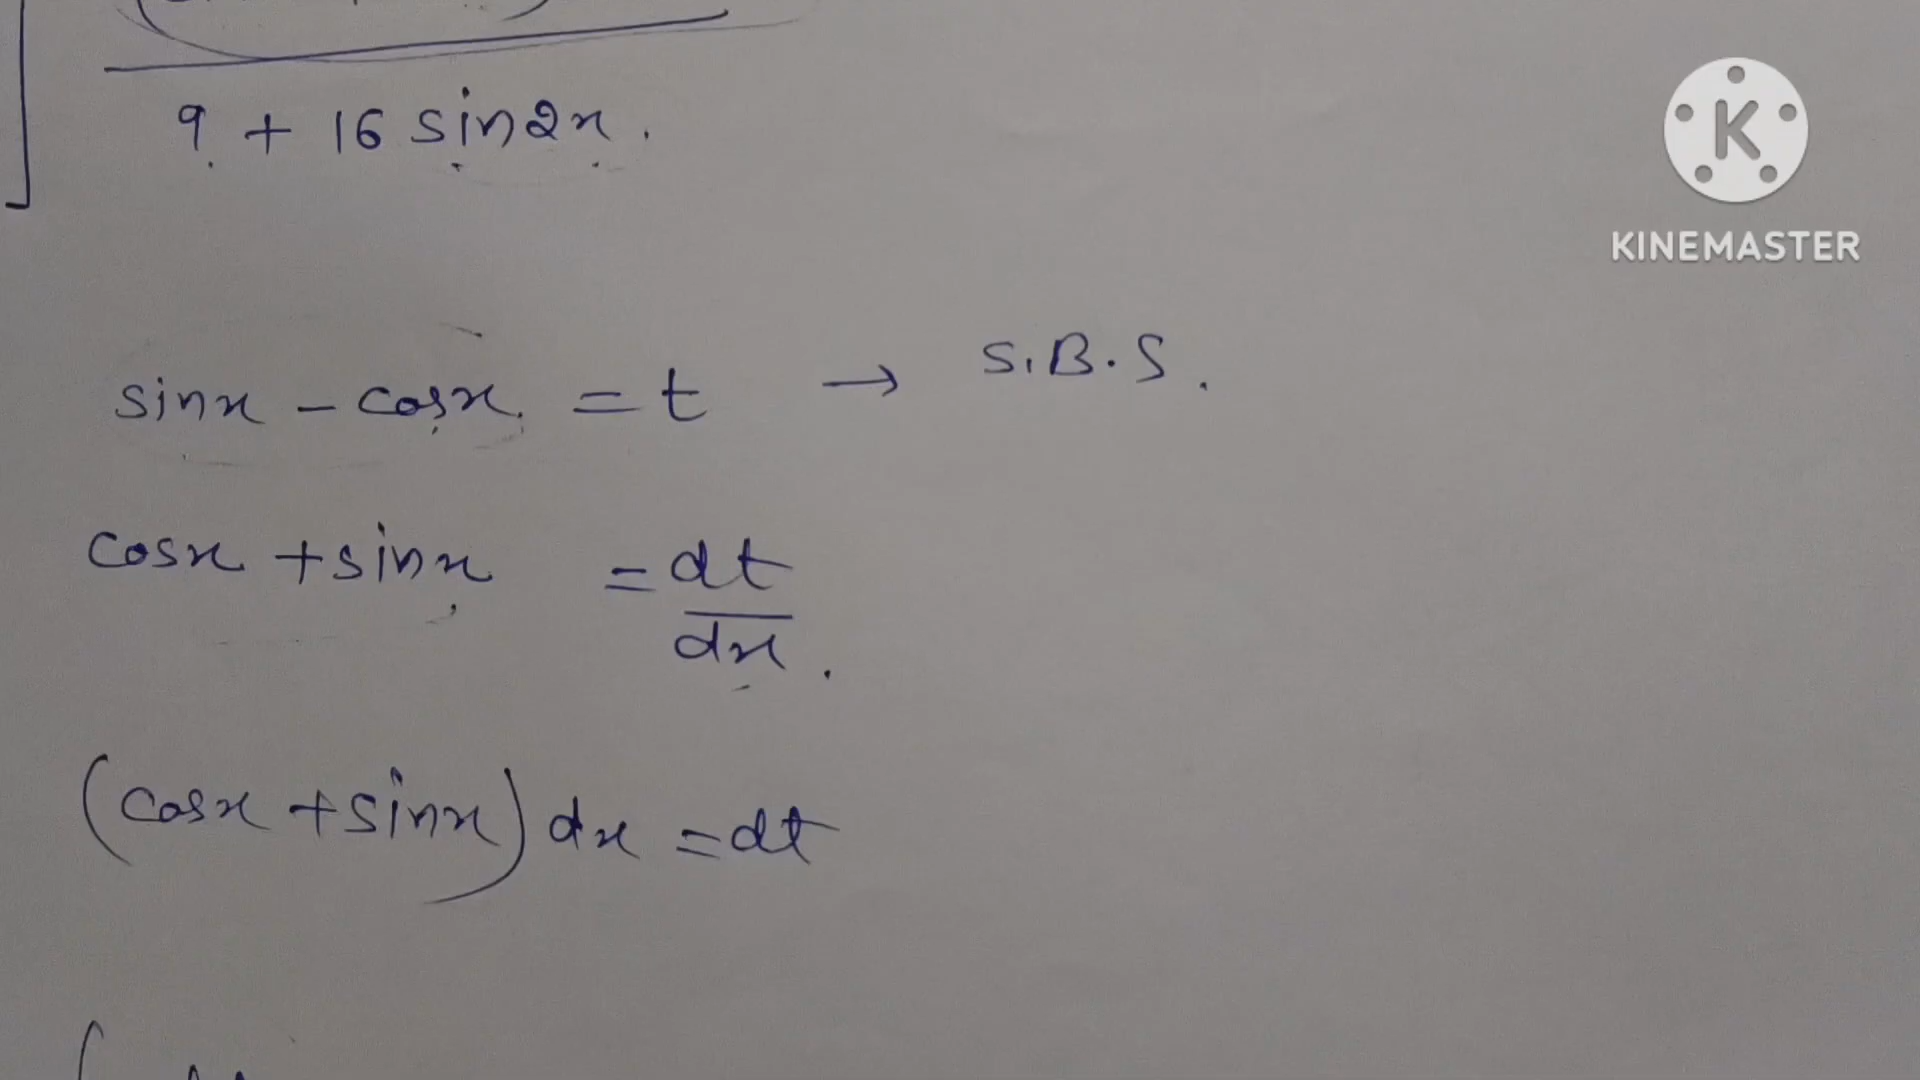 9 + 16 sin2x.
K
KINEMASTER
sinx - cosx. = t → S.B.S.
cosx + sinx = dt
dx.
(cosx + sinx) dx = dt